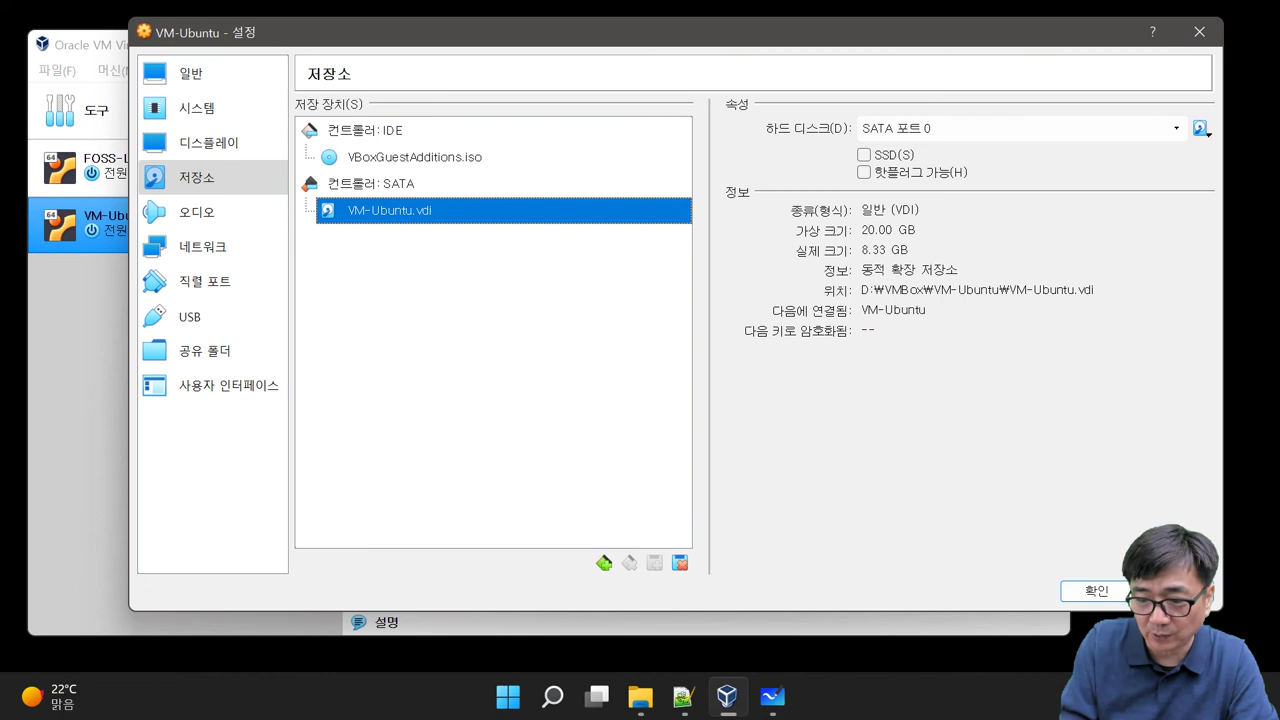 VM-Ubuntu - 설정
?
Oracle VM Vi
파일(F) 머신(
도구
64
FOSS-L
전원
64
VM-Ubu
전원
일반
시스템
디스플레이
저장소
오디오
네트워크
직렬 포트
USB
공유 폴더
사용자 인터페이스
저장소
저장 장치(S)
컨트롤러: IDE
VBoxGuestAdditions.iso
컨트롤러: SATA
VM-Ubuntu.vdi
속성
하드 디스크(D): SATA 포트 0
SSD(S)
핫플러그 가능(H)
정보
종류(형식): 일반 (VDI)
가상 크기: 20.00 GB
실제 크기: 8.33 GB
정보: 동적 확장 저장소
위치: D:₩VMBox₩VM-Ubuntu₩VM-Ubuntu.vdi
다음에 연결됨: VM-Ubuntu
다음 키로 암호화됨: --
확인
설명
22°C
맑음